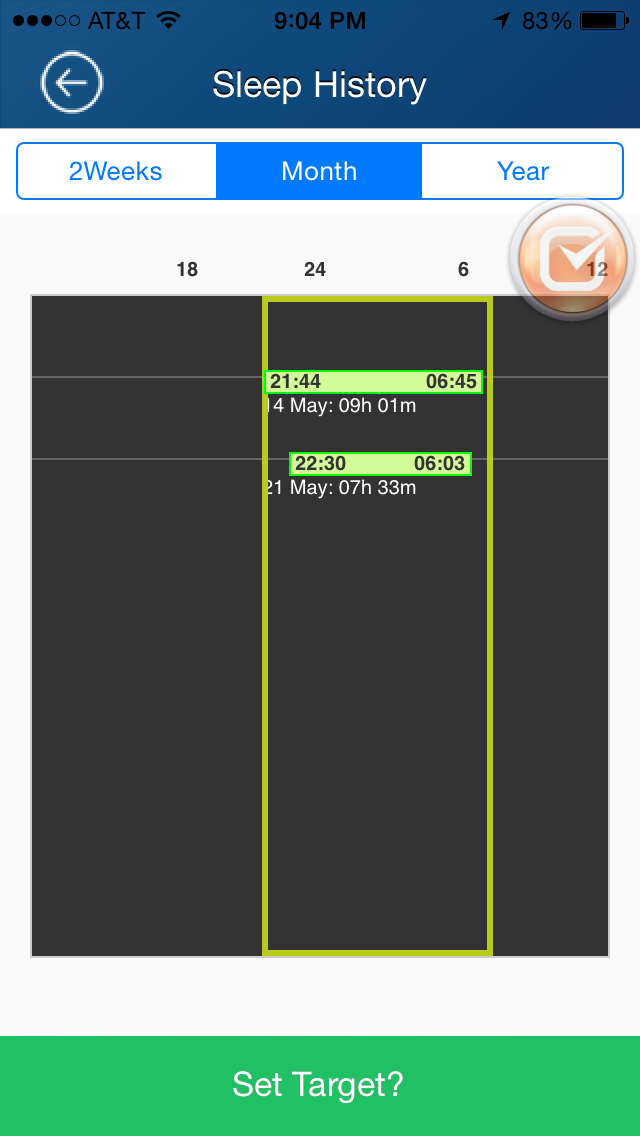 AT&T 9:04 PM 83%
Sleep History
2Weeks Month Year
18 24 6 12
21:44 06:45
14 May: 09h 01m
22:30 06:03
21 May: 07h 33m
Set Target?